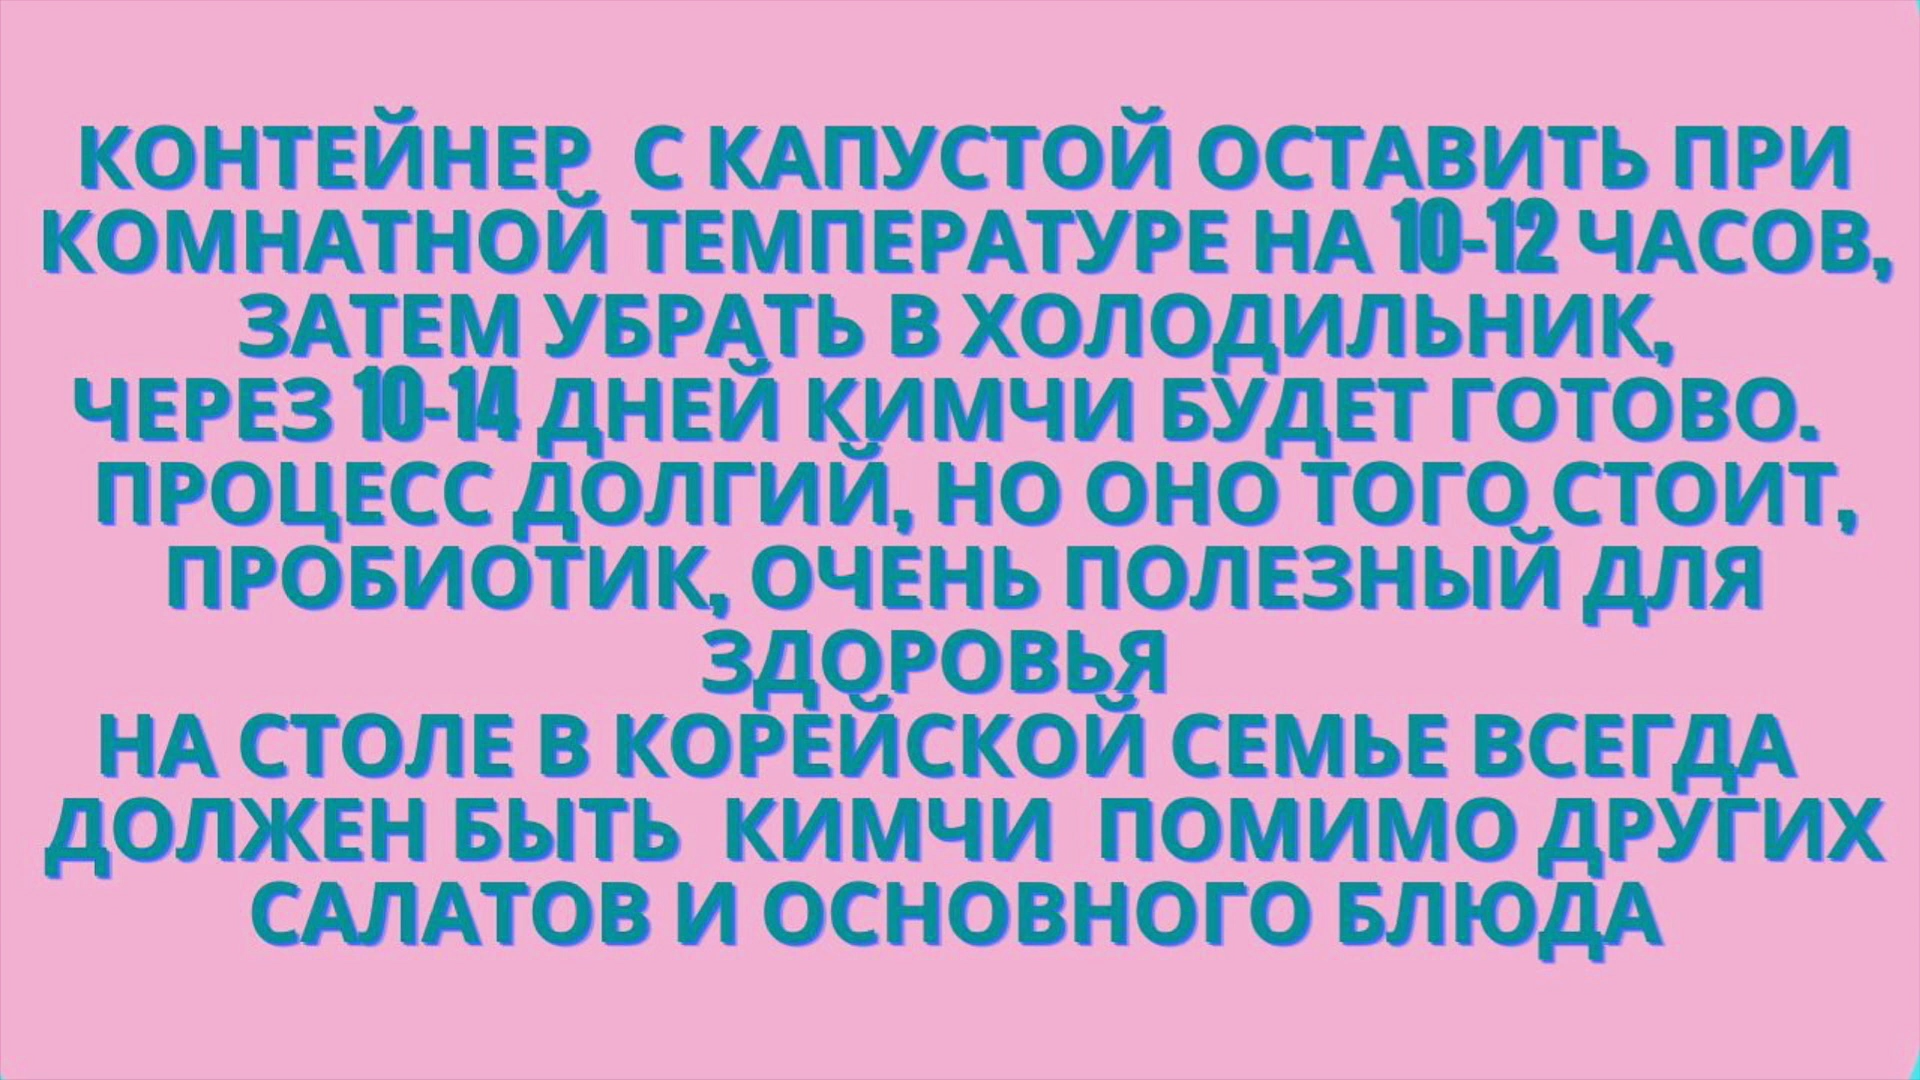 КОНТЕЙНЕР С КАПУСТОЙ ОСТАВИТЬ ПРИ
КОМНАТНОЙ ТЕМПЕРАТУРЕ НА 10-12 ЧАСОВ,
ЗАТЕМ УБРАТЬ В ХОЛОДИЛЬНИК,
ЧЕРЕЗ 10-14 ДНЕЙ КИМЧИ БУДЕТ ГОТОВО.
ПРОЦЕСС ДОЛГИЙ, НО ОНО ТОГО СТОИТ,
ПРОБИОТИК, ОЧЕНЬ ПОЛЕЗНЫЙ ДЛЯ
ЗДОРОВЬЯ
НА СТОЛЕ В КОРЕЙСКОЙ СЕМЬЕ ВСЕГДА
ДОЛЖЕН БЫТЬ КИМЧИ ПОМИМО ДРУГИХ
САЛАТОВ И ОСНОВНОГО БЛЮДА